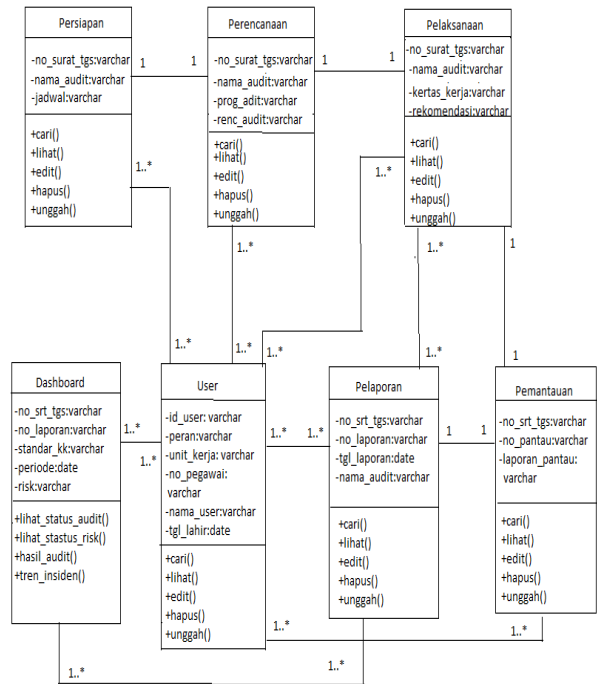 Persiapan
-no_surat_tgs:varchar
-nama_audit:varchar
-jadwal:varchar
+cari()
+lihat()
+edit()
+hapus()
+unggah()
1
1
Perencanaan
-no_surat_tgs:varchar
-nama_audit:varchar
-prog_adit:varchar
-renc_audit:varchar
+cari()
+lihat()
+edit()
+hapus()
+unggah()
1
1
Pelaksanaan
-no_surat_tgs:varchar
-nama_audit:varchar
-kertas_kerja:varchar
-rekomendasi:varchar
+cari()
+lihat()
+edit()
+hapus()
+unggah()
1..*
1..*
1..*
1..*
1
1..*
1..*
1..*
1..*
1
Dashboard
-no_srt_tgs:varchar
-no_laporan:varchar
-standar_kk:varchar
-periode:date
-risk:varchar
+lihat_status_audit()
+lihat_stastus_risk()
+hasil_audit()
+tren_insiden()
1..*
1..*
User
-id_user: varchar
-peran:varchar
-unit_kerja: varchar
-no_pegawai:
varchar
-nama_user:varchar
-tgl_lahir:date
+cari()
+lihat()
+edit()
+hapus()
+unggah()
1..*
1..*
Pelaporan
-no_srt_tgs:varchar
-no_laporan:varchar
-tgl_laporan:date
-nama_audit:varchar
+cari()
+lihat()
+edit()
+hapus()
+unggah()
1
1
Pemantauan
-no_srt_tgs:varchar
-no_pantau:varchar
-laporan_pantau:
varchar
+cari()
+lihat()
+edit()
+hapus()
+unggah()
1..*
1..*
1..*
1..*